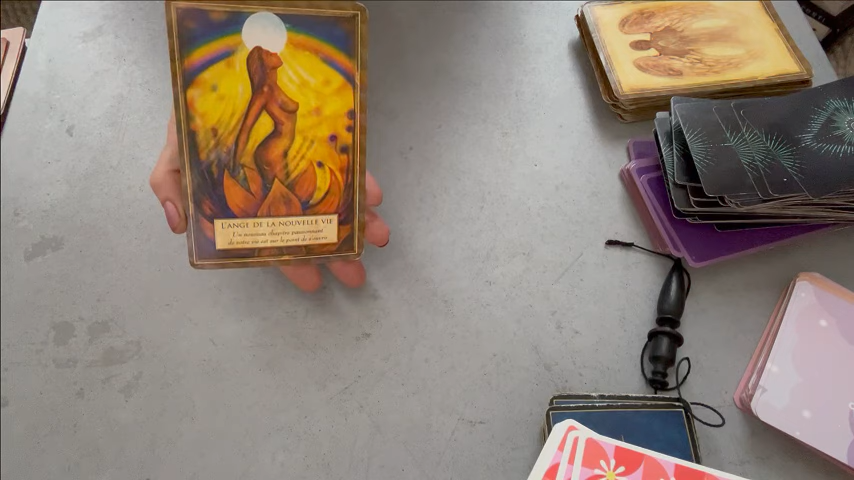 L'ANGE DE LA NOUVELLE VIE
Un nouveau chapitre passionnant
de votre vie est sur le point de s'ouvrir